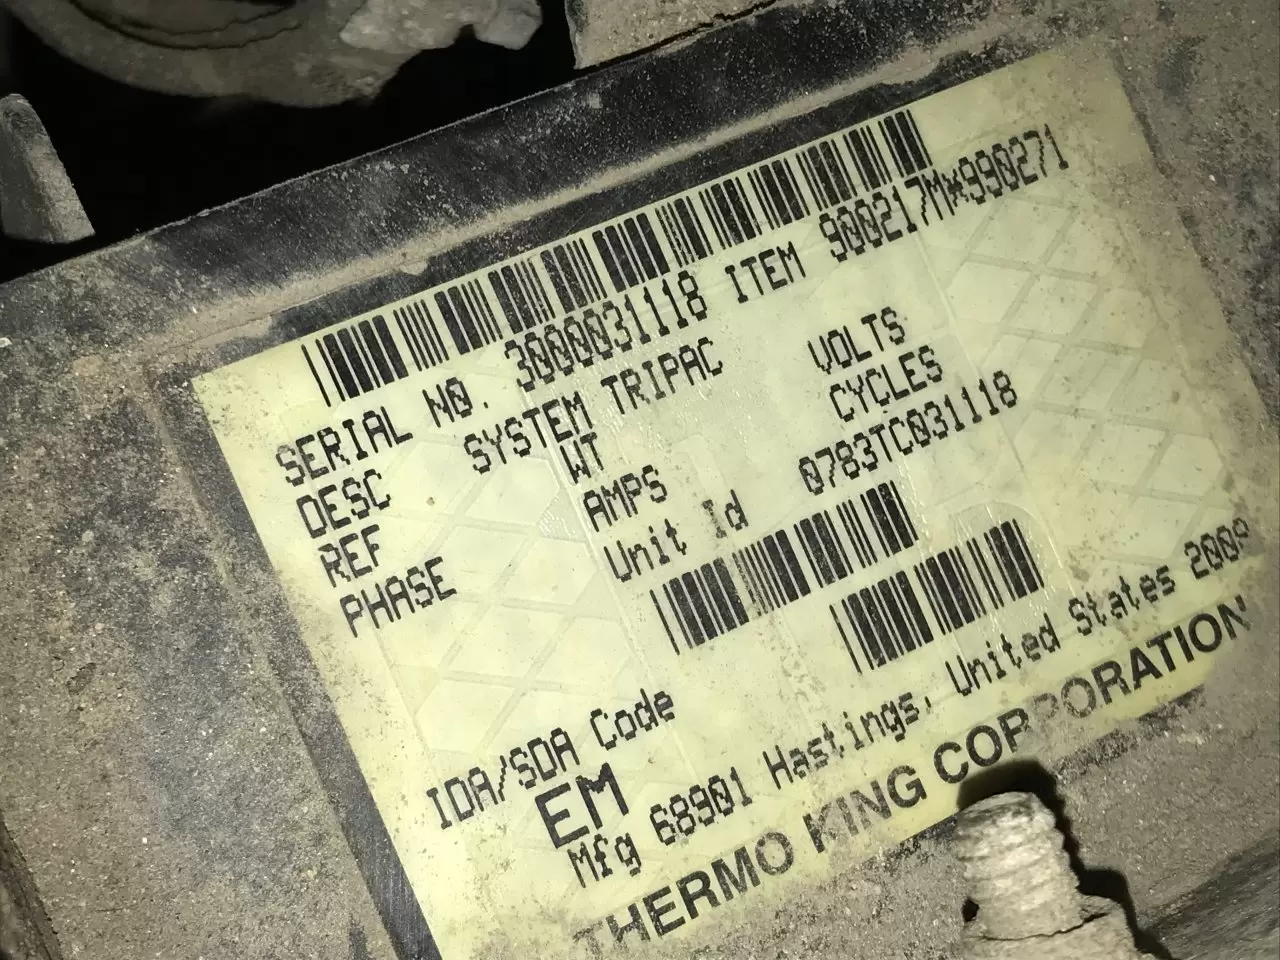 SERIAL NO. 3000031118 ITEM 900217M*990271
DESC SYSTEM TRIPAC VOLTS
REF WT CYCLES
PHASE AMPS 0783TC031118
Unit Id
IDA/SDA Code
EM
Mfg 68901 Hastings, United States
THERMO KING CORPORATION